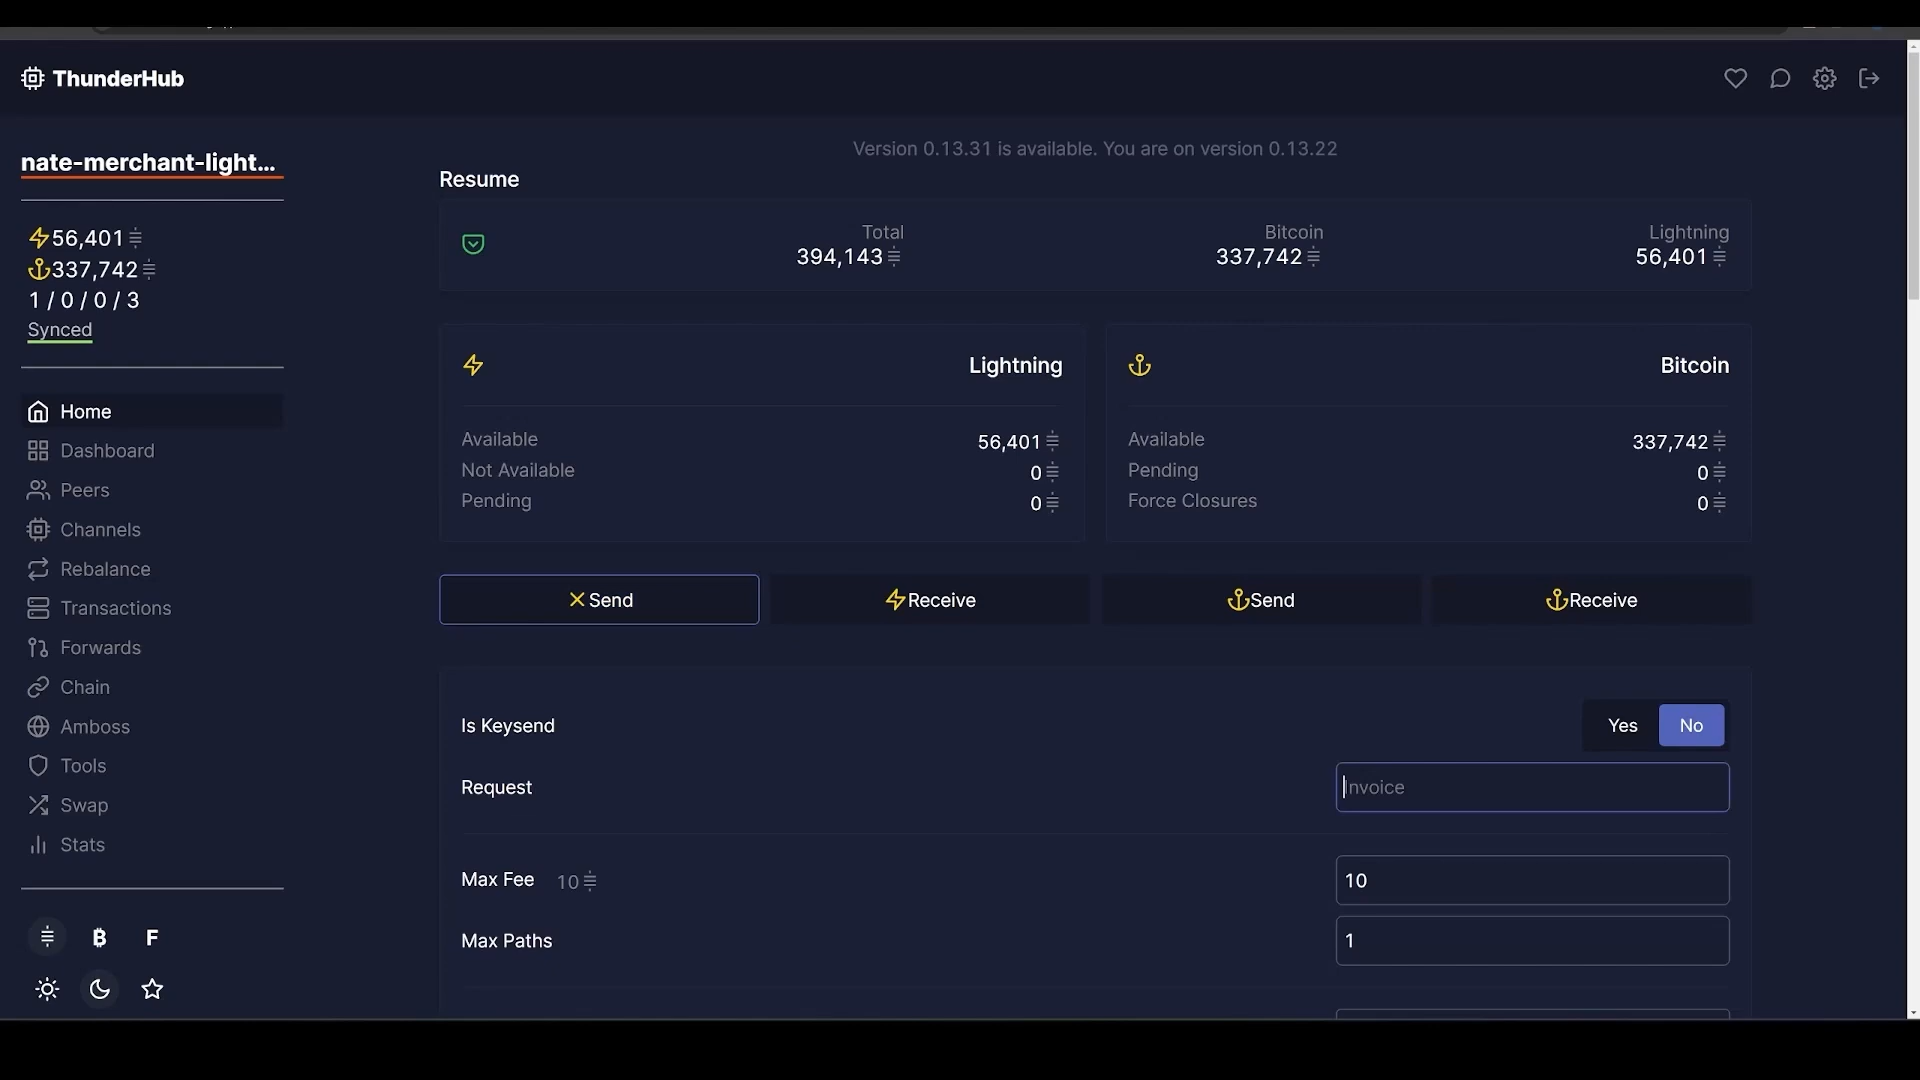 ThunderHub
nate-merchant-light...
56,401
337,742
1 / 0 / 0 / 3
Synced
Home
Dashboard
Peers
Channels
Rebalance
Transactions
Forwards
Chain
Amboss
Tools
Swap
Stats
F
Version 0.13.31 is available. You are on version 0.13.22
Resume
Total
394,143
Bitcoin
337,742
Lightning
56,401
Lightning
Available 56,401
Not Available 0
Pending 0
Bitcoin
Available 337,742
Pending 0
Force Closures 0
Send
Receive
Send
Receive
Is Keysend Yes No
Request Invoice
Max Fee 10 10
Max Paths 1